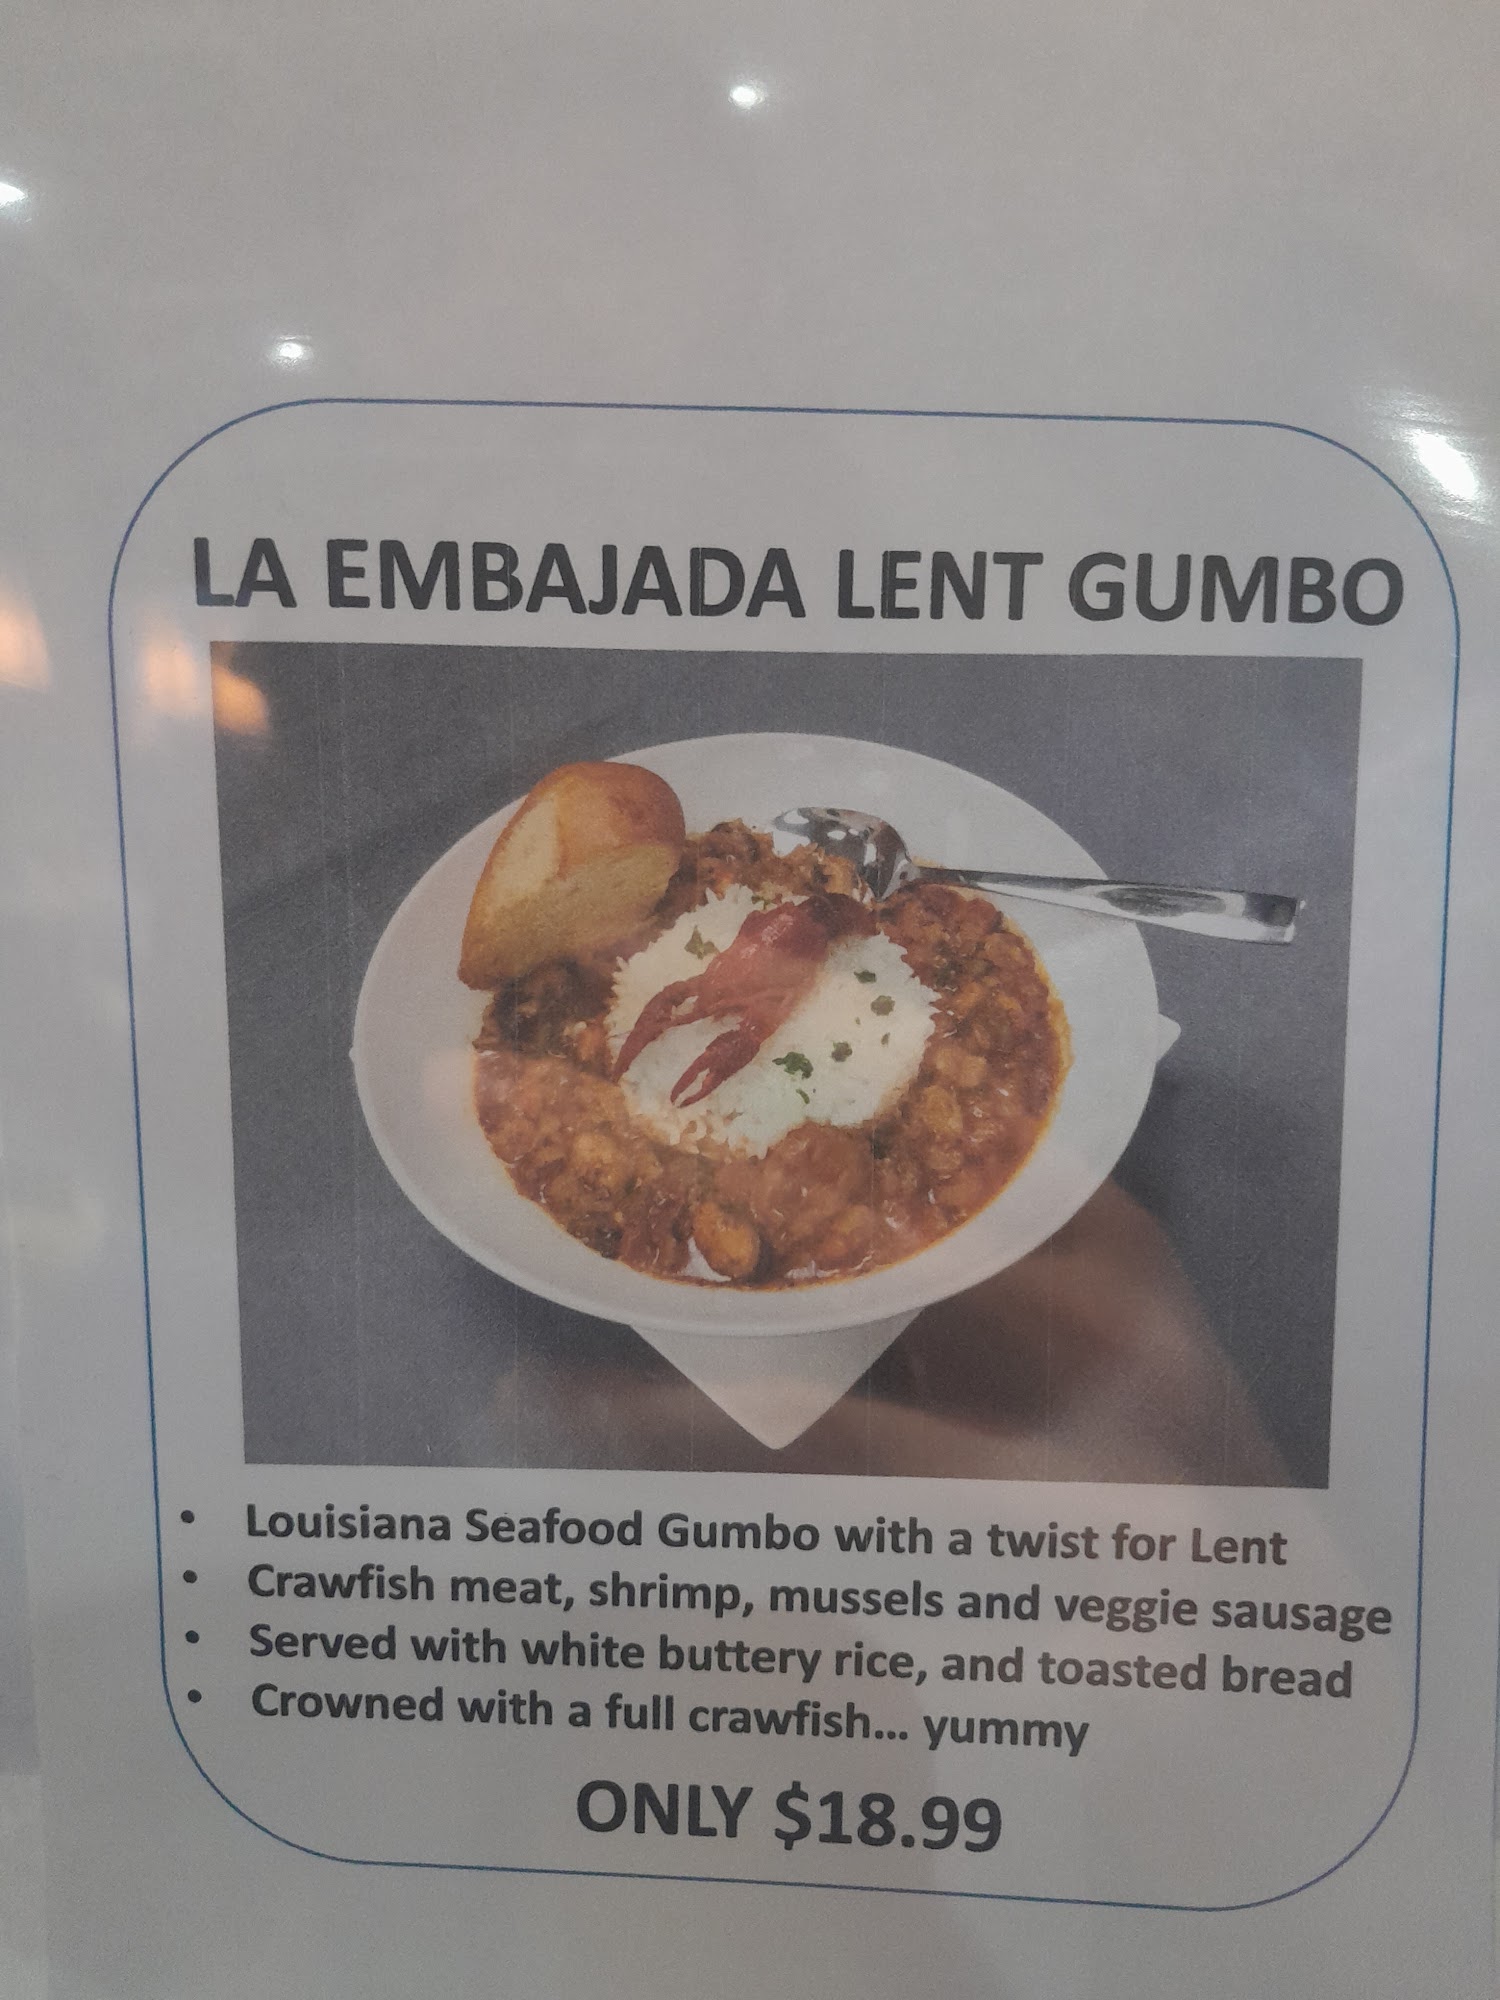 LA EMBAJADA LENT GUMBO
• Louisiana Seafood Gumbo with a twist for Lent
• Crawfish meat, shrimp, mussels and veggie sausage
• Served with white buttery rice, and toasted bread
• Crowned with a full crawfish... yummy
ONLY $18.99